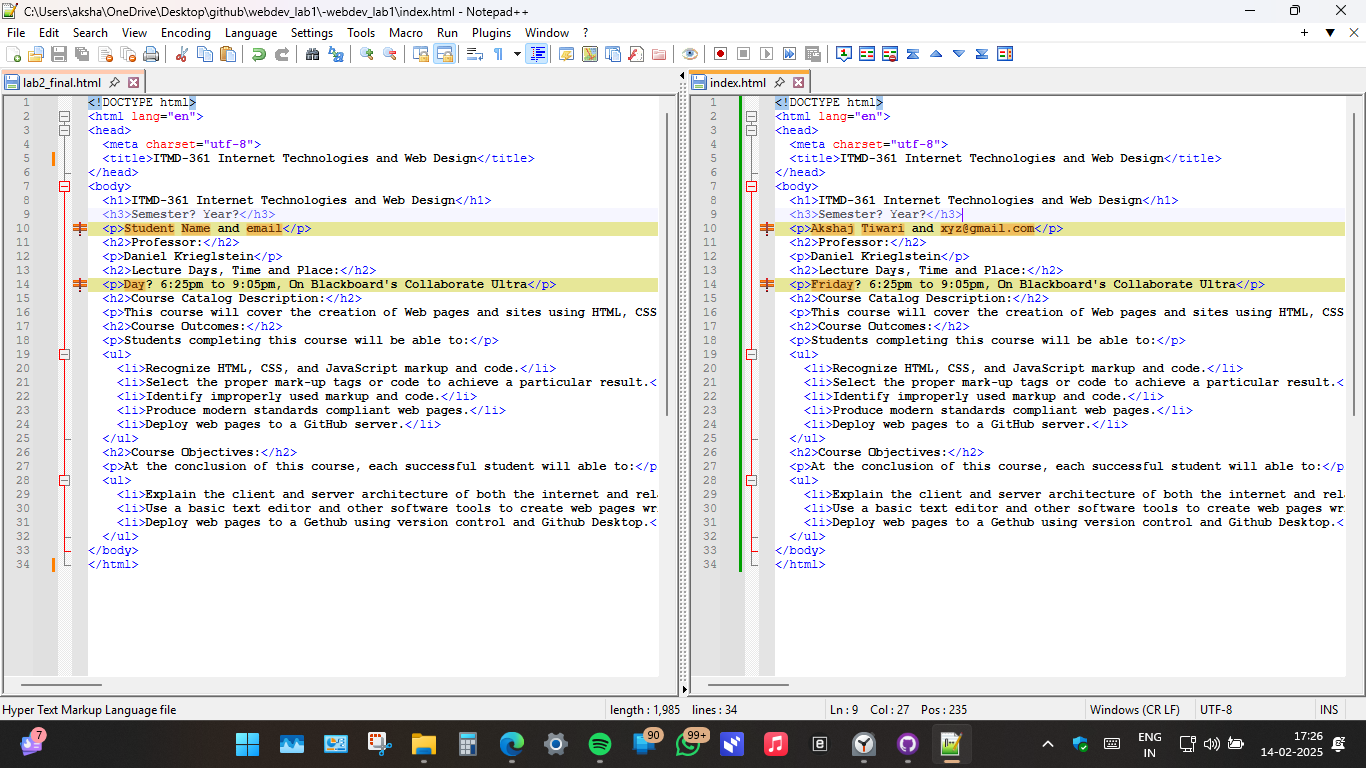 C:\Users\aksha\OneDrive\Desktop\github\webdev_lab1\-webdev_lab1\index.html - Notepad++
File Edit Search View Encoding Language Settings Tools Macro Run Plugins Window ?
lab2_final.html
1 <!DOCTYPE html>
2 <html lang="en">
3 <head>
4 <meta charset="utf-8">
5 <title>ITMD-361 Internet Technologies and Web Design</title>
6 </head>
7 <body>
8 <h1>ITMD-361 Internet Technologies and Web Design</h1>
9 <h3>Semester? Year?</h3>
10 <p>Student Name and email</p>
11 <h2>Professor:</h2>
12 <p>Daniel Krieglstein</p>
13 <h2>Lecture Days, Time and Place:</h2>
14 <p>Day? 6:25pm to 9:05pm, On Blackboard's Collaborate Ultra</p>
15 <h2>Course Catalog Description:</h2>
16 <p>This course will cover the creation of Web pages and sites using HTML, CSS
17 <h2>Course Outcomes:</h2>
18 <p>Students completing this course will be able to:</p>
19 <ul>
20 <li>Recognize HTML, CSS, and JavaScript markup and code.</li>
21 <li>Select the proper mark-up tags or code to achieve a particular result.<
22 <li>Identify improperly used markup and code.</li>
23 <li>Produce modern standards compliant web pages.</li>
24 <li>Deploy web pages to a GitHub server.</li>
25 </ul>
26 <h2>Course Objectives:</h2>
27 <p>At the conclusion of this course, each successful student will able to:</p
28 <ul>
29 <li>Explain the client and server architecture of both the internet and rel
30 <li>Use a basic text editor and other software tools to create web pages wr
31 <li>Deploy web pages to a Gethub using version control and Github Desktop.<
32 </ul>
33 </body>
34 </html>
index.html
1 <!DOCTYPE html>
2 <html lang="en">
3 <head>
4 <meta charset="utf-8">
5 <title>ITMD-361 Internet Technologies and Web Design</title>
6 </head>
7 <body>
8 <h1>ITMD-361 Internet Technologies and Web Design</h1>
9 <h3>Semester? Year?</h3>
10 <p>Akshaj Tiwari and xyz@gmail.com</p>
11 <h2>Professor:</h2>
12 <p>Daniel Krieglstein</p>
13 <h2>Lecture Days, Time and Place:</h2>
14 <p>Friday? 6:25pm to 9:05pm, On Blackboard's Collaborate Ultra</p>
15 <h2>Course Catalog Description:</h2>
16 <p>This course will cover the creation of Web pages and sites using HTML, CSS
17 <h2>Course Outcomes:</h2>
18 <p>Students completing this course will be able to:</p>
19 <ul>
20 <li>Recognize HTML, CSS, and JavaScript markup and code.</li>
21 <li>Select the proper mark-up tags or code to achieve a particular result.<
22 <li>Identify improperly used markup and code.</li>
23 <li>Produce modern standards compliant web pages.</li>
24 <li>Deploy web pages to a GitHub server.</li>
25 </ul>
26 <h2>Course Objectives:</h2>
27 <p>At the conclusion of this course, each successful student will able to:</p
28 <ul>
29 <li>Explain the client and server architecture of both the internet and rel
30 <li>Use a basic text editor and other software tools to create web pages wr
31 <li>Deploy web pages to a Gethub using version control and Github Desktop.<
32 </ul>
33 </body>
34 </html>
Hyper Text Markup Language file length : 1,985 lines : 34 Ln : 9 Col : 27 Pos : 235 Windows (CR LF) UTF-8 INS
7 90 99+ ENG IN 17:26
14-02-2025